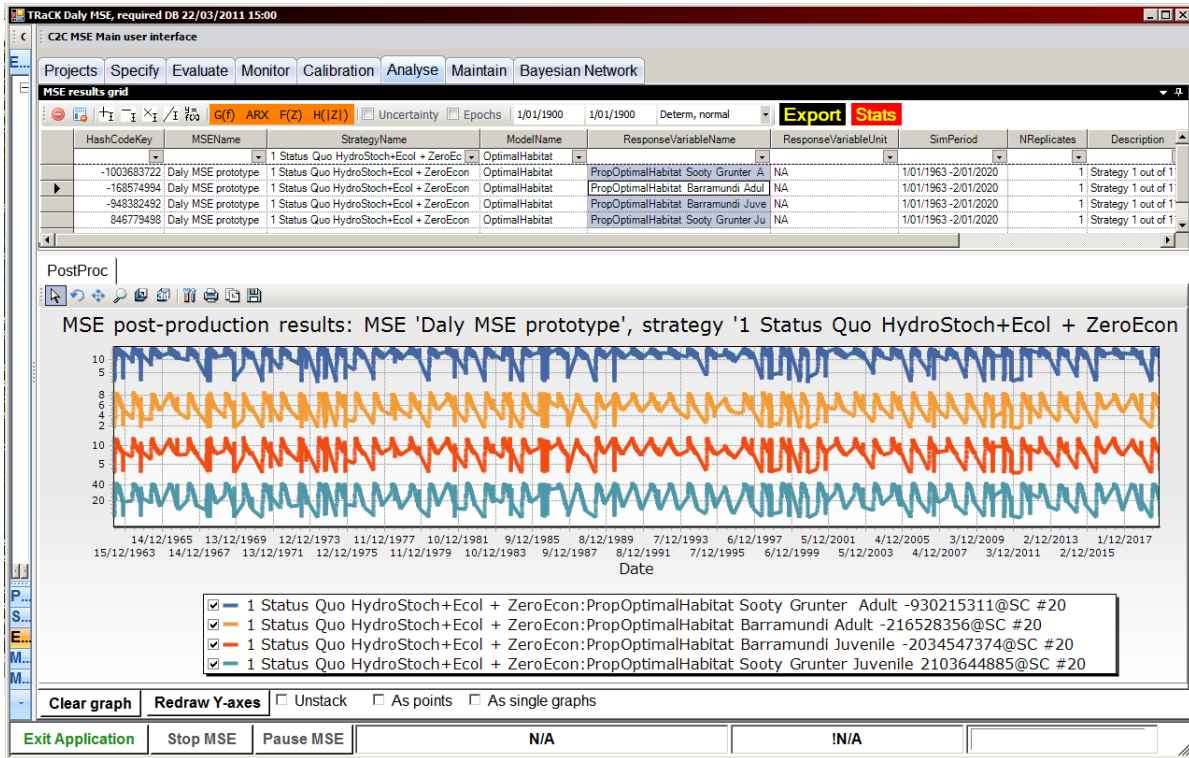 TRaCK Daly MSE, required DB 22/03/2011 15:00
C2C MSE Main user interface
Projects Specify Evaluate Monitor Calibration Analyse Maintain Bayesian Network
MSE results grid
G(f) ARX F(Z) H(|Z|) Uncertainty Epochs 1/01/1900 1/01/1900 Determ, normal Export Stats
HashCodeKey MSEName StrategyName ModelName ResponseVariableName ResponseVariableUnit SimPeriod NReplicates Description
1 Status Quo HydroStoch+Ecol + ZeroEc OptimalHabitat
-1003683722 Daly MSE prototype 1 Status Quo HydroStoch+Ecol + ZeroEcon OptimalHabitat PropOptimalHabitat Sooty Grunter A NA 1/01/1963 -2/01/2020 1 Strategy 1 out of 1
-168574994 Daly MSE prototype 1 Status Quo HydroStoch+Ecol + ZeroEcon OptimalHabitat PropOptimalHabitat Barramundi Adul NA 1/01/1963 -2/01/2020 1 Strategy 1 out of 1
-948382492 Daly MSE prototype 1 Status Quo HydroStoch+Ecol + ZeroEcon OptimalHabitat PropOptimalHabitat Barramundi Juve NA 1/01/1963 -2/01/2020 1 Strategy 1 out of 1
846779498 Daly MSE prototype 1 Status Quo HydroStoch+Ecol + ZeroEcon OptimalHabitat PropOptimalHabitat Sooty Grunter Ju NA 1/01/1963 -2/01/2020 1 Strategy 1 out of 1
PostProc
MSE post-production results: MSE 'Daly MSE prototype', strategy '1 Status Quo HydroStoch+Ecol + ZeroEcon
10
5
8
6
4
2
10
5
40
20
14/12/1965 13/12/1969 12/12/1973 11/12/1977 10/12/1981 9/12/1985 8/12/1989 7/12/1993 6/12/1997 5/12/2001 4/12/2005 3/12/2009 2/12/2013 1/12/2017
15/12/1963 14/12/1967 13/12/1971 12/12/1975 11/12/1979 10/12/1983 9/12/1987 8/12/1991 7/12/1995 6/12/1999 5/12/2003 4/12/2007 3/12/2011 2/12/2015
Date
1 Status Quo HydroStoch+Ecol + ZeroEcon:PropOptimalHabitat Sooty Grunter Adult -930215311@SC #20
1 Status Quo HydroStoch+Ecol + ZeroEcon:PropOptimalHabitat Barramundi Adult -216528356@SC #20
1 Status Quo HydroStoch+Ecol + ZeroEcon:PropOptimalHabitat Barramundi Juvenile -2034547374@SC #20
1 Status Quo HydroStoch+Ecol + ZeroEcon:PropOptimalHabitat Sooty Grunter Juvenile 2103644885@SC #20
E...
P...
S...
E...
M...
M...
Clear graph Redraw Y-axes Unstack As points As single graphs
Exit Application Stop MSE Pause MSE N/A !N/A